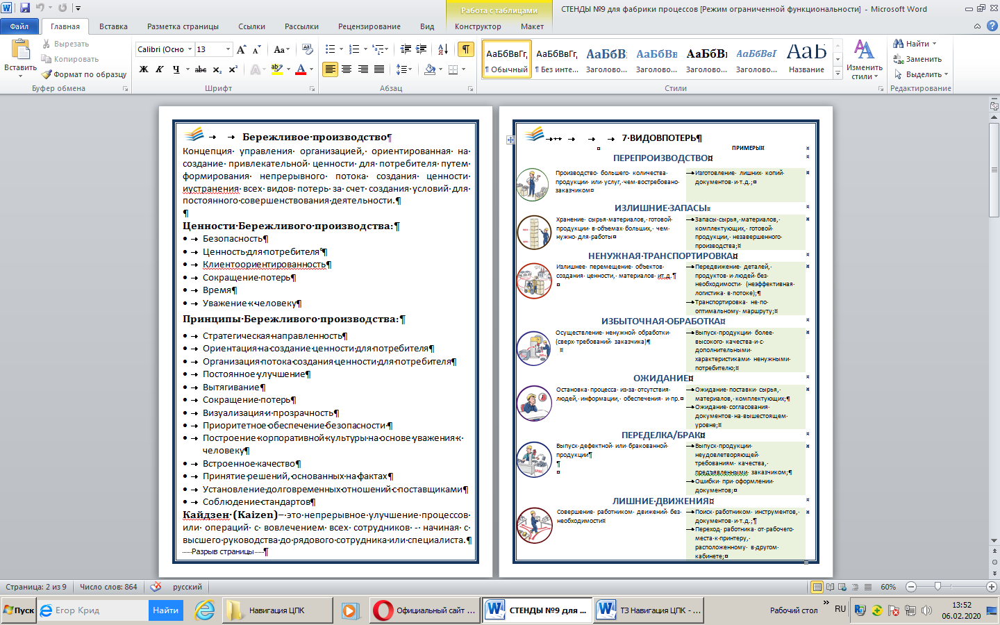 СТЕНДЫ №9 для фабрики процессов [Режим ограниченной функциональности] - Microsoft Word
Работа с таблицами
Файл Главная Вставка Разметка страницы Ссылки Рассылки Рецензирование Вид Конструктор Макет
Вставить
Вырезать
Копировать
Формат по образцу
Буфер обмена
Calibri (Осно 13
Ж К Ч abc x₂ x²
Шрифт
Абзац
АаБбВвГг, АаБбВвГг, АаБбВ АаБбВв АаБбВı АаБбВвІ АаБ
¶ Обычный ¶ Без инте... Заголово... Заголово... Заголово... Заголово... Название
Стили
Изменить
стили
Найти
Заменить
Выделить
Редактирование
Бережливое производство¶
Концепция управления организацией, ориентированная на
создание привлекательной ценности для потребителя путем
формирования непрерывного потока создания ценности
иустранения всех видов потерь за счет создания условий для
постоянного совершенствования деятельности.¶
¶
Ценности Бережливого производства:¶
• Безопасность¶
• Ценность для потребителя¶
• Клиентоориентированность¶
• Сокращение потерь¶
• Время¶
• Уважение к человеку¶
Принципы Бережливого производства:¶
• Стратегическая направленность¶
• Ориентация на создание ценности для потребителя¶
• Организация потока создания ценности для потребителя¶
• Постоянное улучшение¶
• Вытягивание¶
• Сокращение потерь¶
• Визуализация и прозрачность¶
• Приоритетное обеспечение безопасности ¶
• Построение корпоративной культуры на основе уважения к
человеку¶
• Встроенное качество¶
• Принятие решений, основанных на фактах¶
• Установление долговременных отношений с поставщиками¶
• Соблюдение стандартов¶
Кайдзен (Kaizen) – это непрерывное улучшение процессов
или операций с вовлечением всех сотрудников - начиная с
высшего руководства до рядового сотрудника или специалиста.¶
Разрыв страницы¶
7 ВИДОВПОТЕРЬ¶
ПРИМЕРЫ¤
ПЕРЕПРОИЗВОДСТВО¤
Производство большего количества
продукции или услуг, чем востребовано
заказчиком¤
Изготовление лишних копий
документов и т.д.;¤
ИЗЛИШНИЕ ЗАПАСЫ¤
Хранение сырья материалов, готовой
продукции в объемах больших, чем
нужно для работы¤
Запасы сырья, материалов,
комплектующих, готовой
продукции, незавершенного
производства;¤
НЕНУЖНАЯ ТРАНСПОРТИРОВКА¤
Излишнее перемещение объектов
создания ценности, материалов ит.д.¶
¤
Передвижение деталей,
продуктов и людей без
необходимости (неэффективная
логистика в потоке);¶
Транспортировка не по
оптимальному маршруту;¤
ИЗБЫТОЧНАЯ ОБРАБОТКА¤
Осуществление ненужной обработки
(сверх требований заказчика)¶
¤
Выпуск продукции более
высокого качества и с
дополнительными
характеристиками ненужными
потребителю;¤
ОЖИДАНИЕ¤
Остановка процесса из-за отсутствия
людей, информации, обеспечения и пр.¤
Ожидание поставки сырья,
материалов, комплектующих;¶
Ожидание согласования
документов на вышестоящем
уровне;¤
ПЕРЕДЕЛКА/БРАК¤
Выпуск дефектной или бракованной
продукции¶
¶
¤
Выпуск продукции
неудовлетворяющей
требованиям качества,
предъявленными заказчиком;¶
Ошибки при оформлении
документов;¤
ЛИШНИЕ ДВИЖЕНИЯ¤
Совершение работником движений без
необходимости¤
Поиск работником инструментов,
документов и т.д.;¶
Переход работника от рабочего
места к принтеру,
расположенному в другом
кабинете;¤
Страница: 2 из 9 Число слов: 864 русский 60%
Пуск Егор Крид Найти Навигация ЦПК Официальный сайт ... СТЕНДЫ №9 для ... ТЗ Навигация ЦПК - ... Рабочий стол » RU 13:52
06.02.2020